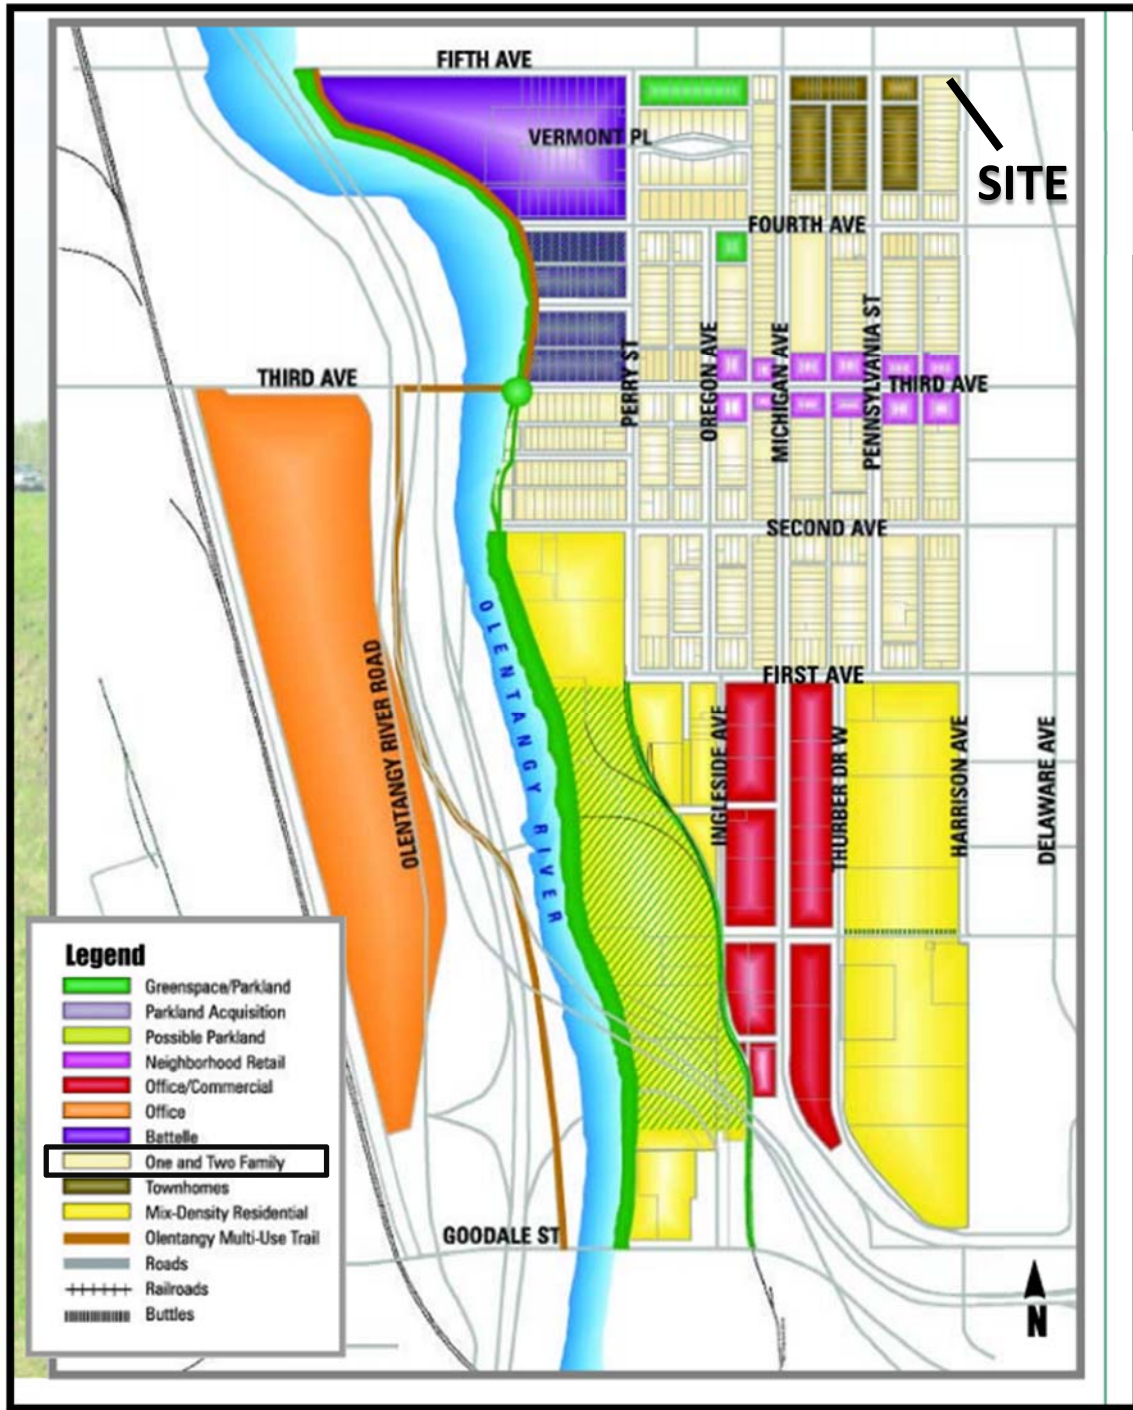 FIFTH AVE
VERMONT PL
SITE
FOURTH AVE
PERRY ST
OREGON AVE
MICHIGAN AVE
PENNSYLVANIA ST
THIRD AVE
THIRD AVE
SECOND AVE
OLENTANGY RIVER
FIRST AVE
OLENTANGY RIVER ROAD
INGLESIDE AVE
THURBER DR W
HARRISON AVE
DELAWARE AVE
Legend
Greenspace/Parkland
Parkland Acquisition
Possible Parkland
Neighborhood Retail
Office/Commercial
Office
Battelle
One and Two Family
Townhomes
Mix-Density Residential
Olentangy Multi-Use Trail
Roads
Railroads
Buttles
GOODALE ST
N